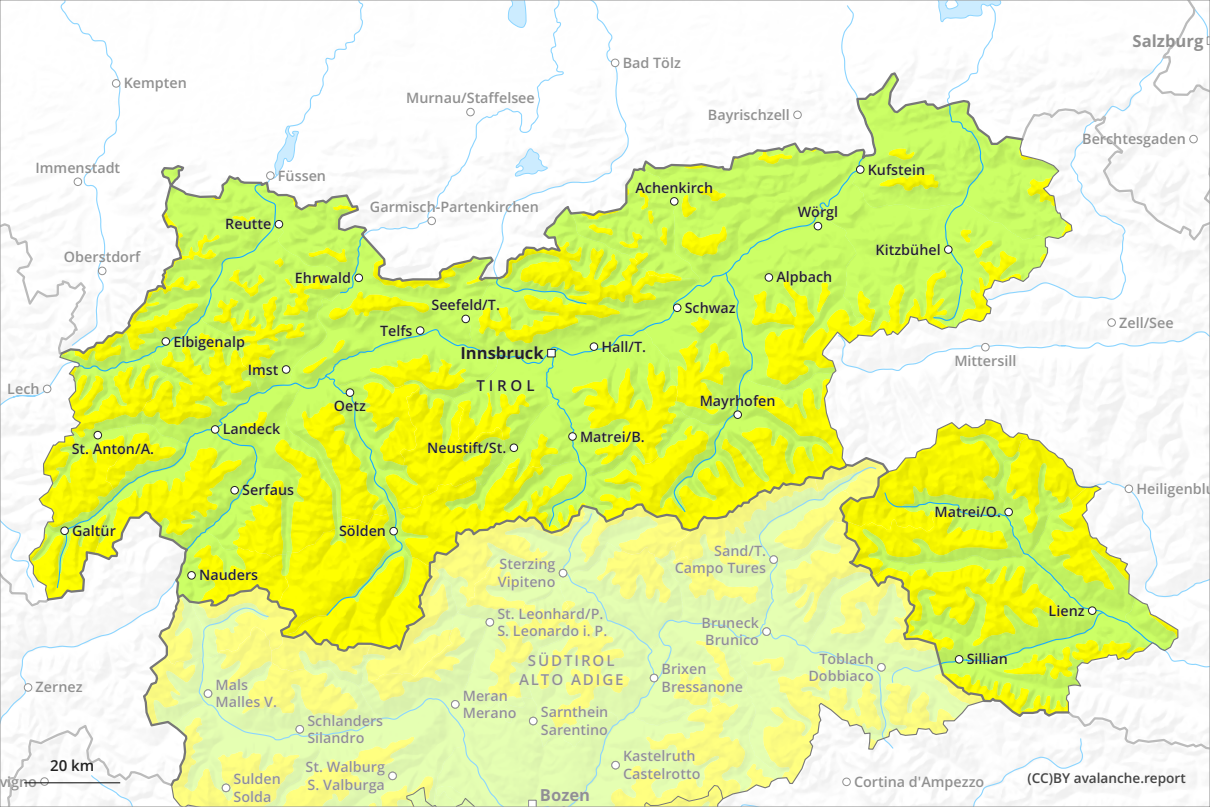 Salzburg
Bad Tölz
Kempten
Murnau/Staffelsee
Bayrischzell
Berchtesgaden
Immenstadt
Füssen
Kufstein
Achenkirch
Garmisch-Partenkirchen
Wörgl
Reutte
Kitzbühel
Oberstdorf
Ehrwald
Alpbach
Seefeld/T.
Schwaz
Zell/See
Telfs
Elbigenalp
Innsbruck
Hall/T.
Mittersill
Imst
TIROL
Lech
Oetz
Mayrhofen
Landeck
Matrei/B.
St. Anton/A.
Neustift/St.
Serfaus
Heiligenblu
Matrei/O.
Galtür
Sölden
Sand/T.
Campo Tures
Sterzing
Vipiteno
Nauders
Lienz
St. Leonhard/P.
S. Leonardo i. P.
Bruneck
Brunico
Sillian
SÜDTIROL
ALTO ADIGE
Toblach
Dobbiaco
Brixen
Bressanone
Zernez
Mals
Malles V.
Meran
Merano
Sarnthein
Sarentino
Schlanders
Silandro
Kastelruth
Castelrotto
20 km
St. Walburg
S. Valburga
vigno
Sulden
Solda
Cortina d'Ampezzo
(CC)BY avalanche.report
Bozen